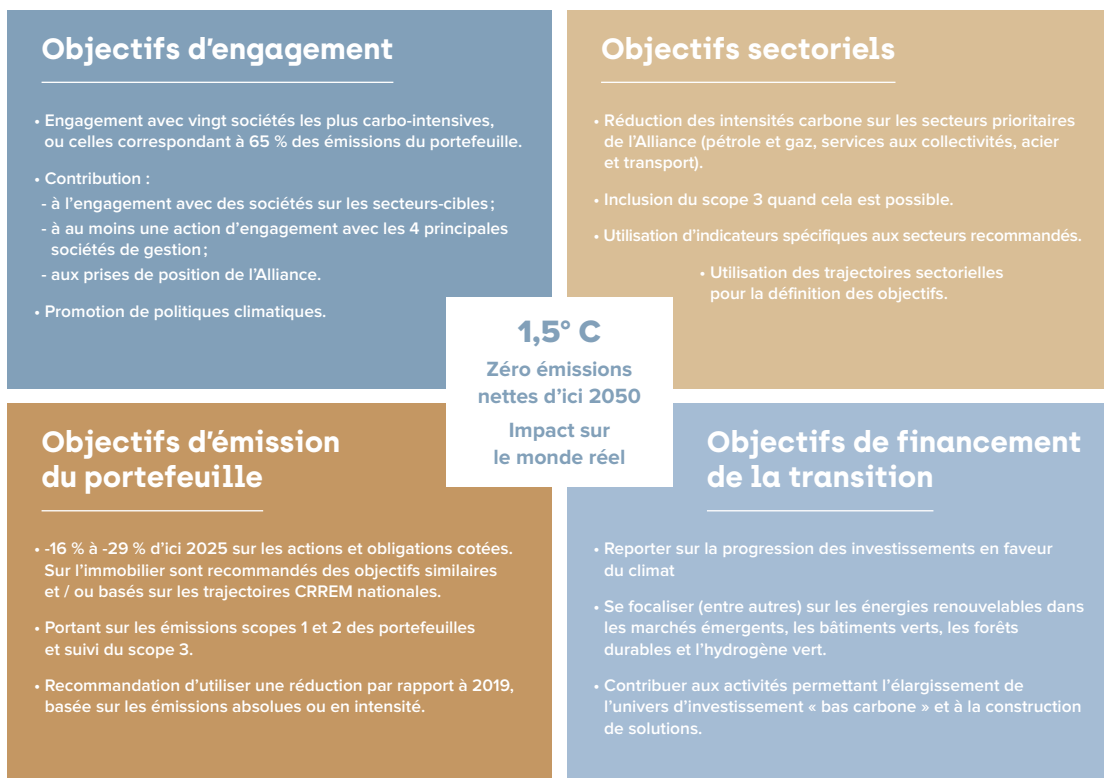 Objectifs d'engagement
• Engagement avec vingt sociétés les plus carbo-intensives,
ou celles correspondant à 65 % des émissions du portefeuille.
• Contribution :
- à l'engagement avec des sociétés sur les secteurs-cibles ;
- à au moins une action d'engagement avec les 4 principales
sociétés de gestion ;
- aux prises de position de l'Alliance.
• Promotion de politiques climatiques.
Objectifs sectoriels
• Réduction des intensités carbone sur les secteurs prioritaires
de l'Alliance (pétrole et gaz, services aux collectivités, acier
et transport).
• Inclusion du scope 3 quand cela est possible.
• Utilisation d'indicateurs spécifiques aux secteurs recommandés.
• Utilisation des trajectoires sectorielles
pour la définition des objectifs.
1,5° C
Zéro émissions
nettes d'ici 2050
Impact sur
le monde réel
Objectifs d'émission
du portefeuille
• -16 % à -29 % d'ici 2025 sur les actions et obligations cotées.
Sur l'immobilier sont recommandés des objectifs similaires
et / ou basés sur les trajectoires CRREM nationales.
• Portant sur les émissions scopes 1 et 2 des portefeuilles
et suivi du scope 3.
• Recommandation d'utiliser une réduction par rapport à 2019,
basée sur les émissions absolues ou en intensité.
Objectifs de financement
de la transition
• Reporter sur la progression des investissements en faveur
du climat
• Se focaliser (entre autres) sur les énergies renouvelables dans
les marchés émergents, les bâtiments verts, les forêts
durables et l'hydrogène vert.
• Contribuer aux activités permettant l'élargissement de
l'univers d'investissement « bas carbone » et à la construction
de solutions.